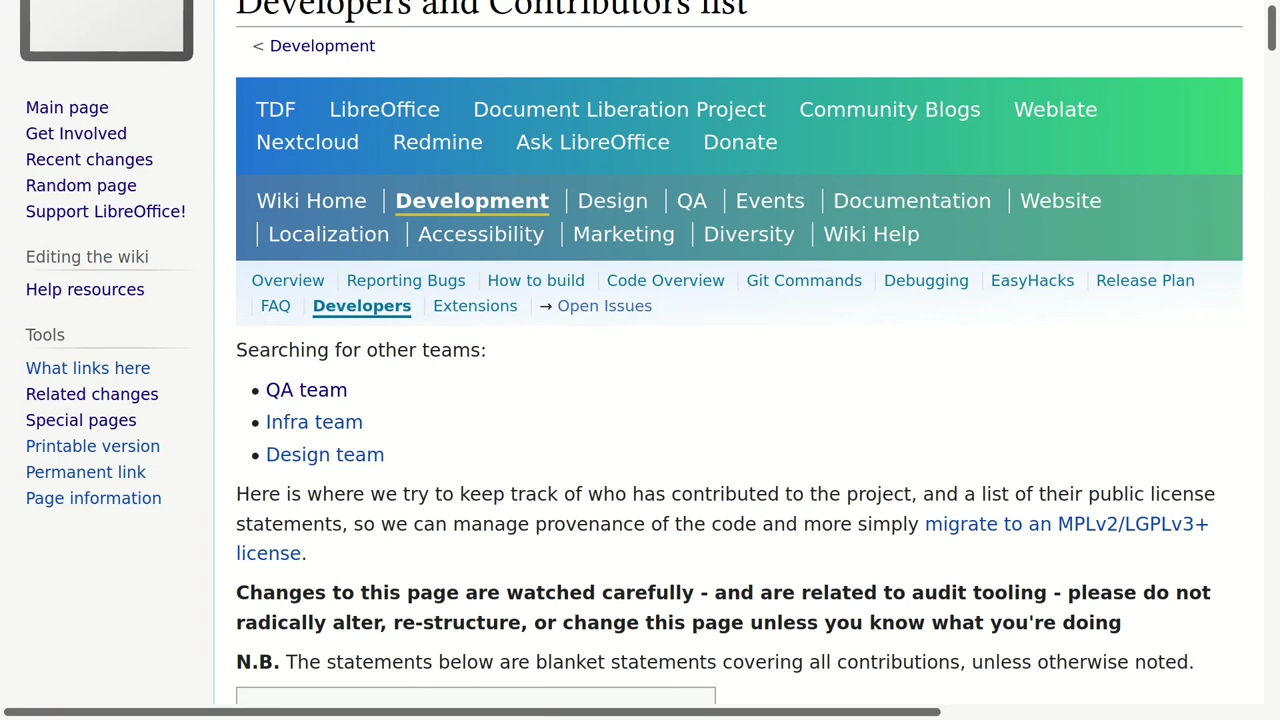 Developers and Contributors list
< Development
TDF LibreOffice Document Liberation Project Community Blogs Weblate
Nextcloud Redmine Ask LibreOffice Donate
Wiki Home Development Design QA Events Documentation Website
Localization Accessibility Marketing Diversity Wiki Help
Overview Reporting Bugs How to build Code Overview Git Commands Debugging EasyHacks Release Plan
FAQ Developers Extensions → Open Issues
Main page
Get Involved
Recent changes
Random page
Support LibreOffice!
Editing the wiki
Help resources
Tools
What links here
Related changes
Special pages
Printable version
Permanent link
Page information
Searching for other teams:
• QA team
• Infra team
• Design team
Here is where we try to keep track of who has contributed to the project, and a list of their public license
statements, so we can manage provenance of the code and more simply migrate to an MPLv2/LGPLv3+
license.
Changes to this page are watched carefully - and are related to audit tooling - please do not
radically alter, re-structure, or change this page unless you know what you're doing
N.B. The statements below are blanket statements covering all contributions, unless otherwise noted.